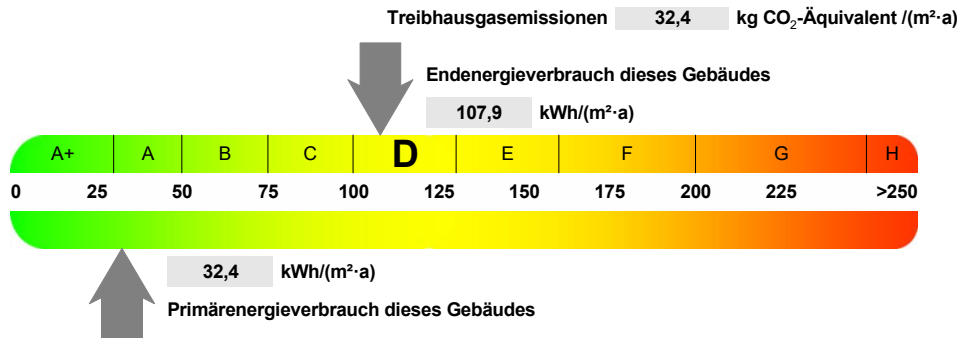 Treibhausgasemissionen 32,4 kg CO₂-Äquivalent /(m²·a)
Endenergieverbrauch dieses Gebäudes
107,9 kWh/(m²·a)
A+ A B C D E F G H
0 25 50 75 100 125 150 175 200 225 >250
32,4 kWh/(m²·a)
Primärenergieverbrauch dieses Gebäudes